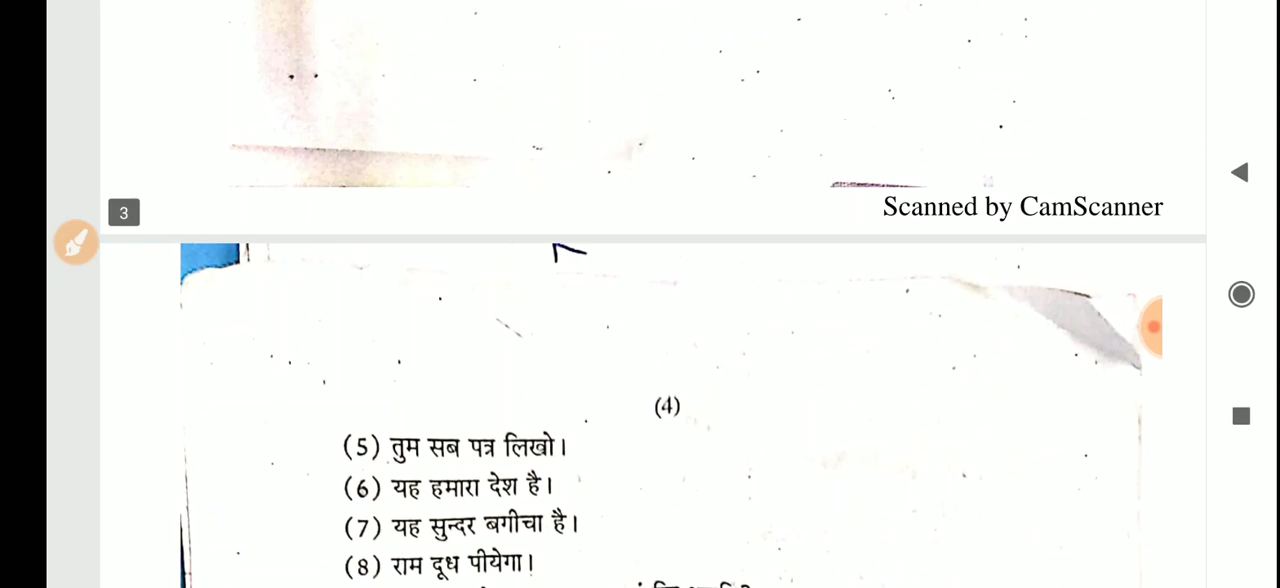 3
Scanned by CamScanner
(4)
(5) तुम सब पत्र लिखो।
(6) यह हमारा देश है।
(7) यह सुन्दर बगीचा है।
(8) राम दूध पीयेगा।